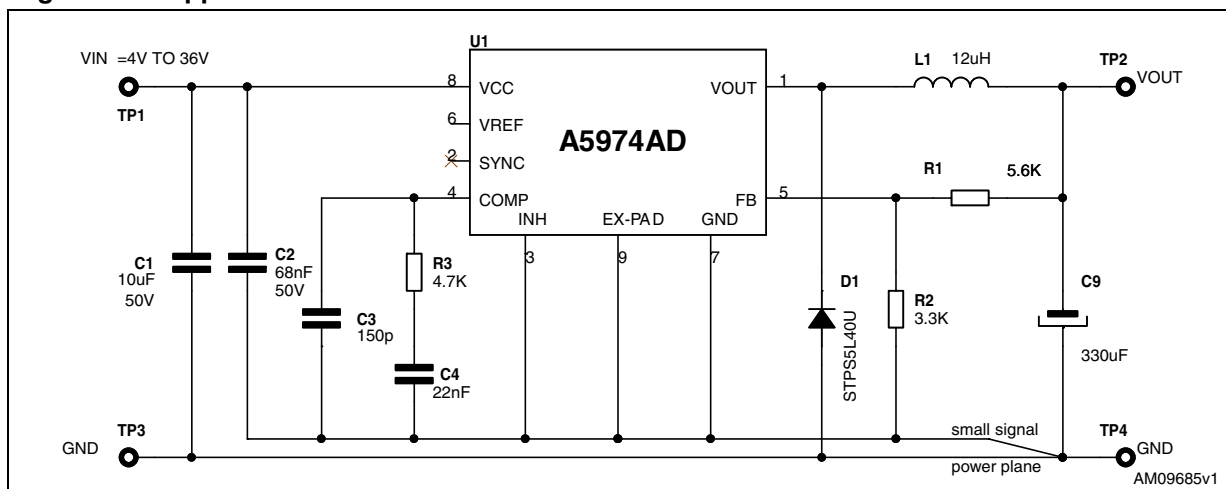 U1
VIN =4V TO 36V
L1 12uH
TP2
VOUT
TP1
8 VCC
VOUT 1
6 VREF
A5974AD
2 SYNC
R1 5.6K
4 COMP
FB 5
INH EX-PAD GND
3 9 7
C1
10uF
50V
C2
68nF
50V
R3
4.7K
D1
STPS5L40U
R2
3.3K
C9
330uF
C3
150p
C4
22nF
small signal
TP3
GND
TP4
GND
power plane
AM09685v1